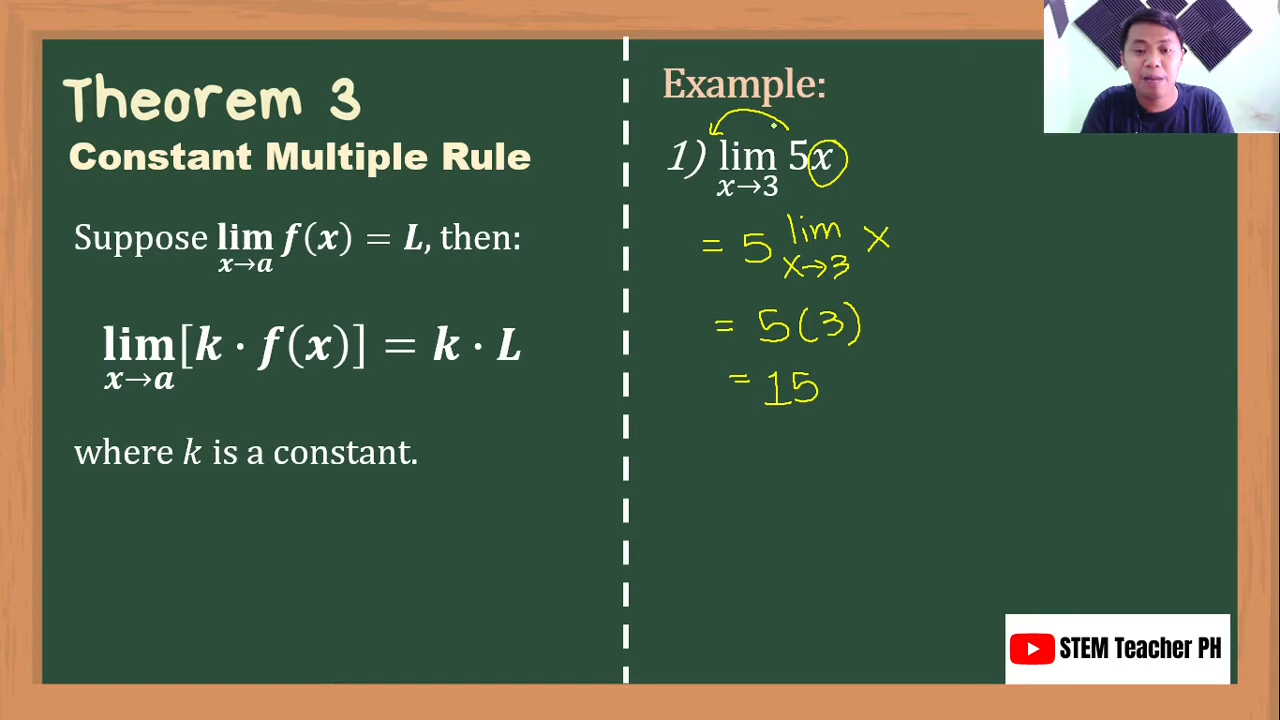 Theorem 3
Constant Multiple Rule
Suppose lim f(x) = L, then:
x→a
lim[k · f(x)] = k · L
x→a
where k is a constant.
Example:
1) lim 5x
x→3
= 5 lim x
x→3
= 5(3)
= 15
STEM Teacher PH